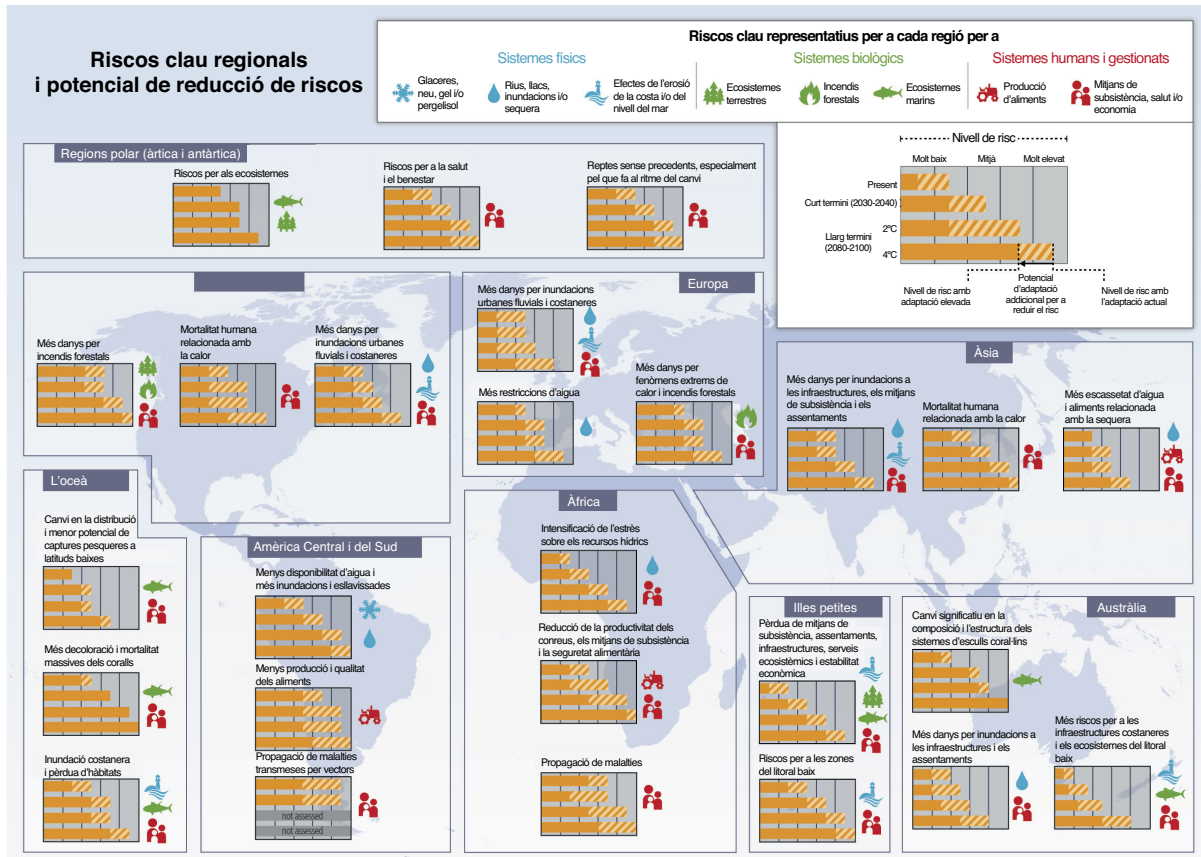 Riscos clau regionals
i potencial de reducció de riscos
Riscos clau representatius per a cada regió per a
Sistemes físics
Sistemes biològics
Sistemes humans i gestionats
Glaceres,
neu, gel i/o
pergelisol
Rius, llacs,
inundacions i/o
sequera
Efectes de l'erosió
de la costa i/o del
nivell del mar
Ecosistemes
terrestres
Incendis
forestals
Ecosistemes
marins
Producció
d'aliments
Mitjans de
subsistència, salut i/o
economia
Nivell de risc
Molt baix
Mitjà
Molt elevat
Present
Curt termini (2030-2040)
Llarg termini
(2080-2100)
2ºC
4ºC
Nivell de risc amb
adaptació elevada
Potencial
d'adaptació
addicional per a
reduir el risc
Nivell de risc amb
l'adaptació actual
Regions polar (àrtica i antàrtica)
Riscos per als ecosistemes
Riscos per a la salut
i el benestar
Reptes sense precedents, especialment
pel que fa al ritme del canvi
Més danys per
incendis forestals
Mortalitat humana
relacionada amb
la calor
Més danys per
inundacions urbanes
fluvials i costaneres
Europa
Més danys per inundacions
urbanes fluvials i costaneres
Més restriccions d'aigua
Més danys per
fenòmens extrems de
calor i incendis forestals
Àsia
Més danys per inundacions a
les infraestructures, els mitjans
de subsistència i els
assentaments
Mortalitat humana
relacionada amb la calor
Més escassetat d'aigua
i aliments relacionada
amb la sequera
L'oceà
Canvi en la distribució
i menor potencial de
captures pesqueres a
latituds baixes
Més decoloració i mortalitat
massives dels coralls
Inundació costanera
i pèrdua d'hàbitats
Amèrica Central i del Sud
Menys disponibilitat d'aigua i
més inundacions i esllavissades
Menys producció i qualitat
dels aliments
Propagació de malalties
transmeses per vectors
not assessed
not assessed
Àfrica
Intensificació de l'estrès
sobre els recursos hídrics
Reducció de la productivitat dels
conreus, els mitjans de subsistència
i la seguretat alimentària
Propagació de malalties
Illes petites
Pèrdua de mitjans de
subsistència, assentaments,
infraestructures, serveis
ecosistèmics i estabilitat
econòmica
Riscos per a les zones
del litoral baix
Austràlia
Canvi significatiu en la
composició i l'estructura dels
sistemes d'esculls coral·lins
Més danys per inundacions a
les infraestructures i els
assentaments
Més riscos per a les
infraestructures costaneres
i els ecosistemes del litoral
baix